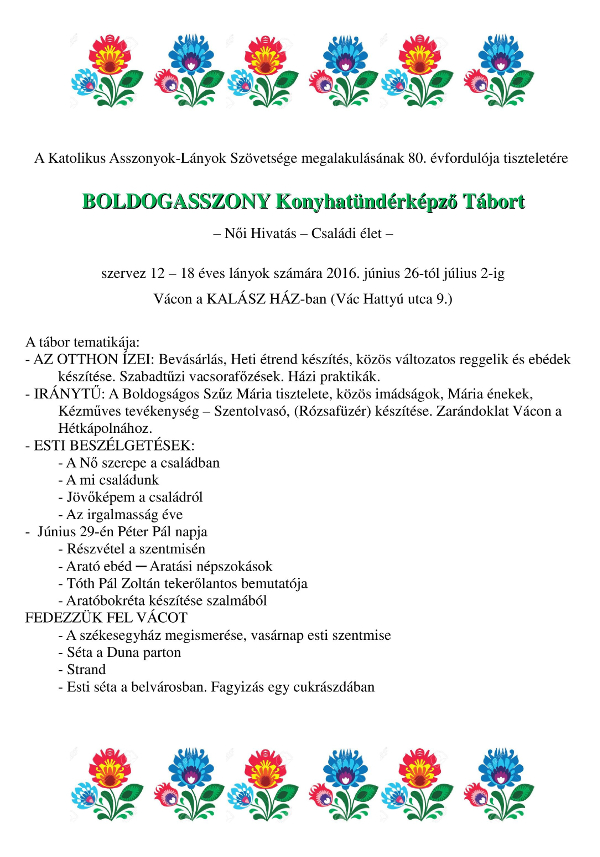 A Katolikus Asszonyok-Lányok Szövetsége megalakulásának 80. évfordulója tiszteletére
BOLDOGASSZONY Konyhatündérképző Tábort
– Női Hivatás – Családi élet –
szervez 12 – 18 éves lányok számára 2016. június 26-tól július 2-ig
Vácon a KALÁSZ HÁZ-ban (Vác Hattyú utca 9.)
A tábor tematikája:
- AZ OTTHON ÍZEI: Bevásárlás, Heti étrend készítés, közös változatos reggelik és ebédek
készítése. Szabadtűzi vacsorafőzések. Házi praktikák.
- IRÁNYTŰ: A Boldogságos Szűz Mária tisztelete, közös imádságok, Mária énekek,
Kézműves tevékenység – Szentolvasó, (Rózsafüzér) készítése. Zarándoklat Vácon a
Hétkápolnához.
- ESTI BESZÉLGETÉSEK:
- A Nő szerepe a családban
- A mi családunk
- Jövőképem a családról
- Az irgalmasság éve
- Június 29-én Péter Pál napja
- Részvétel a szentmisén
- Arató ebéd ─ Aratási népszokások
- Tóth Pál Zoltán tekerőlantos bemutatója
- Aratóbokréta készítése szalmából
FEDEZZÜK FEL VÁCOT
- A székesegyház megismerése, vasárnap esti szentmise
- Séta a Duna parton
- Strand
- Esti séta a belvárosban. Fagyizás egy cukrászdában